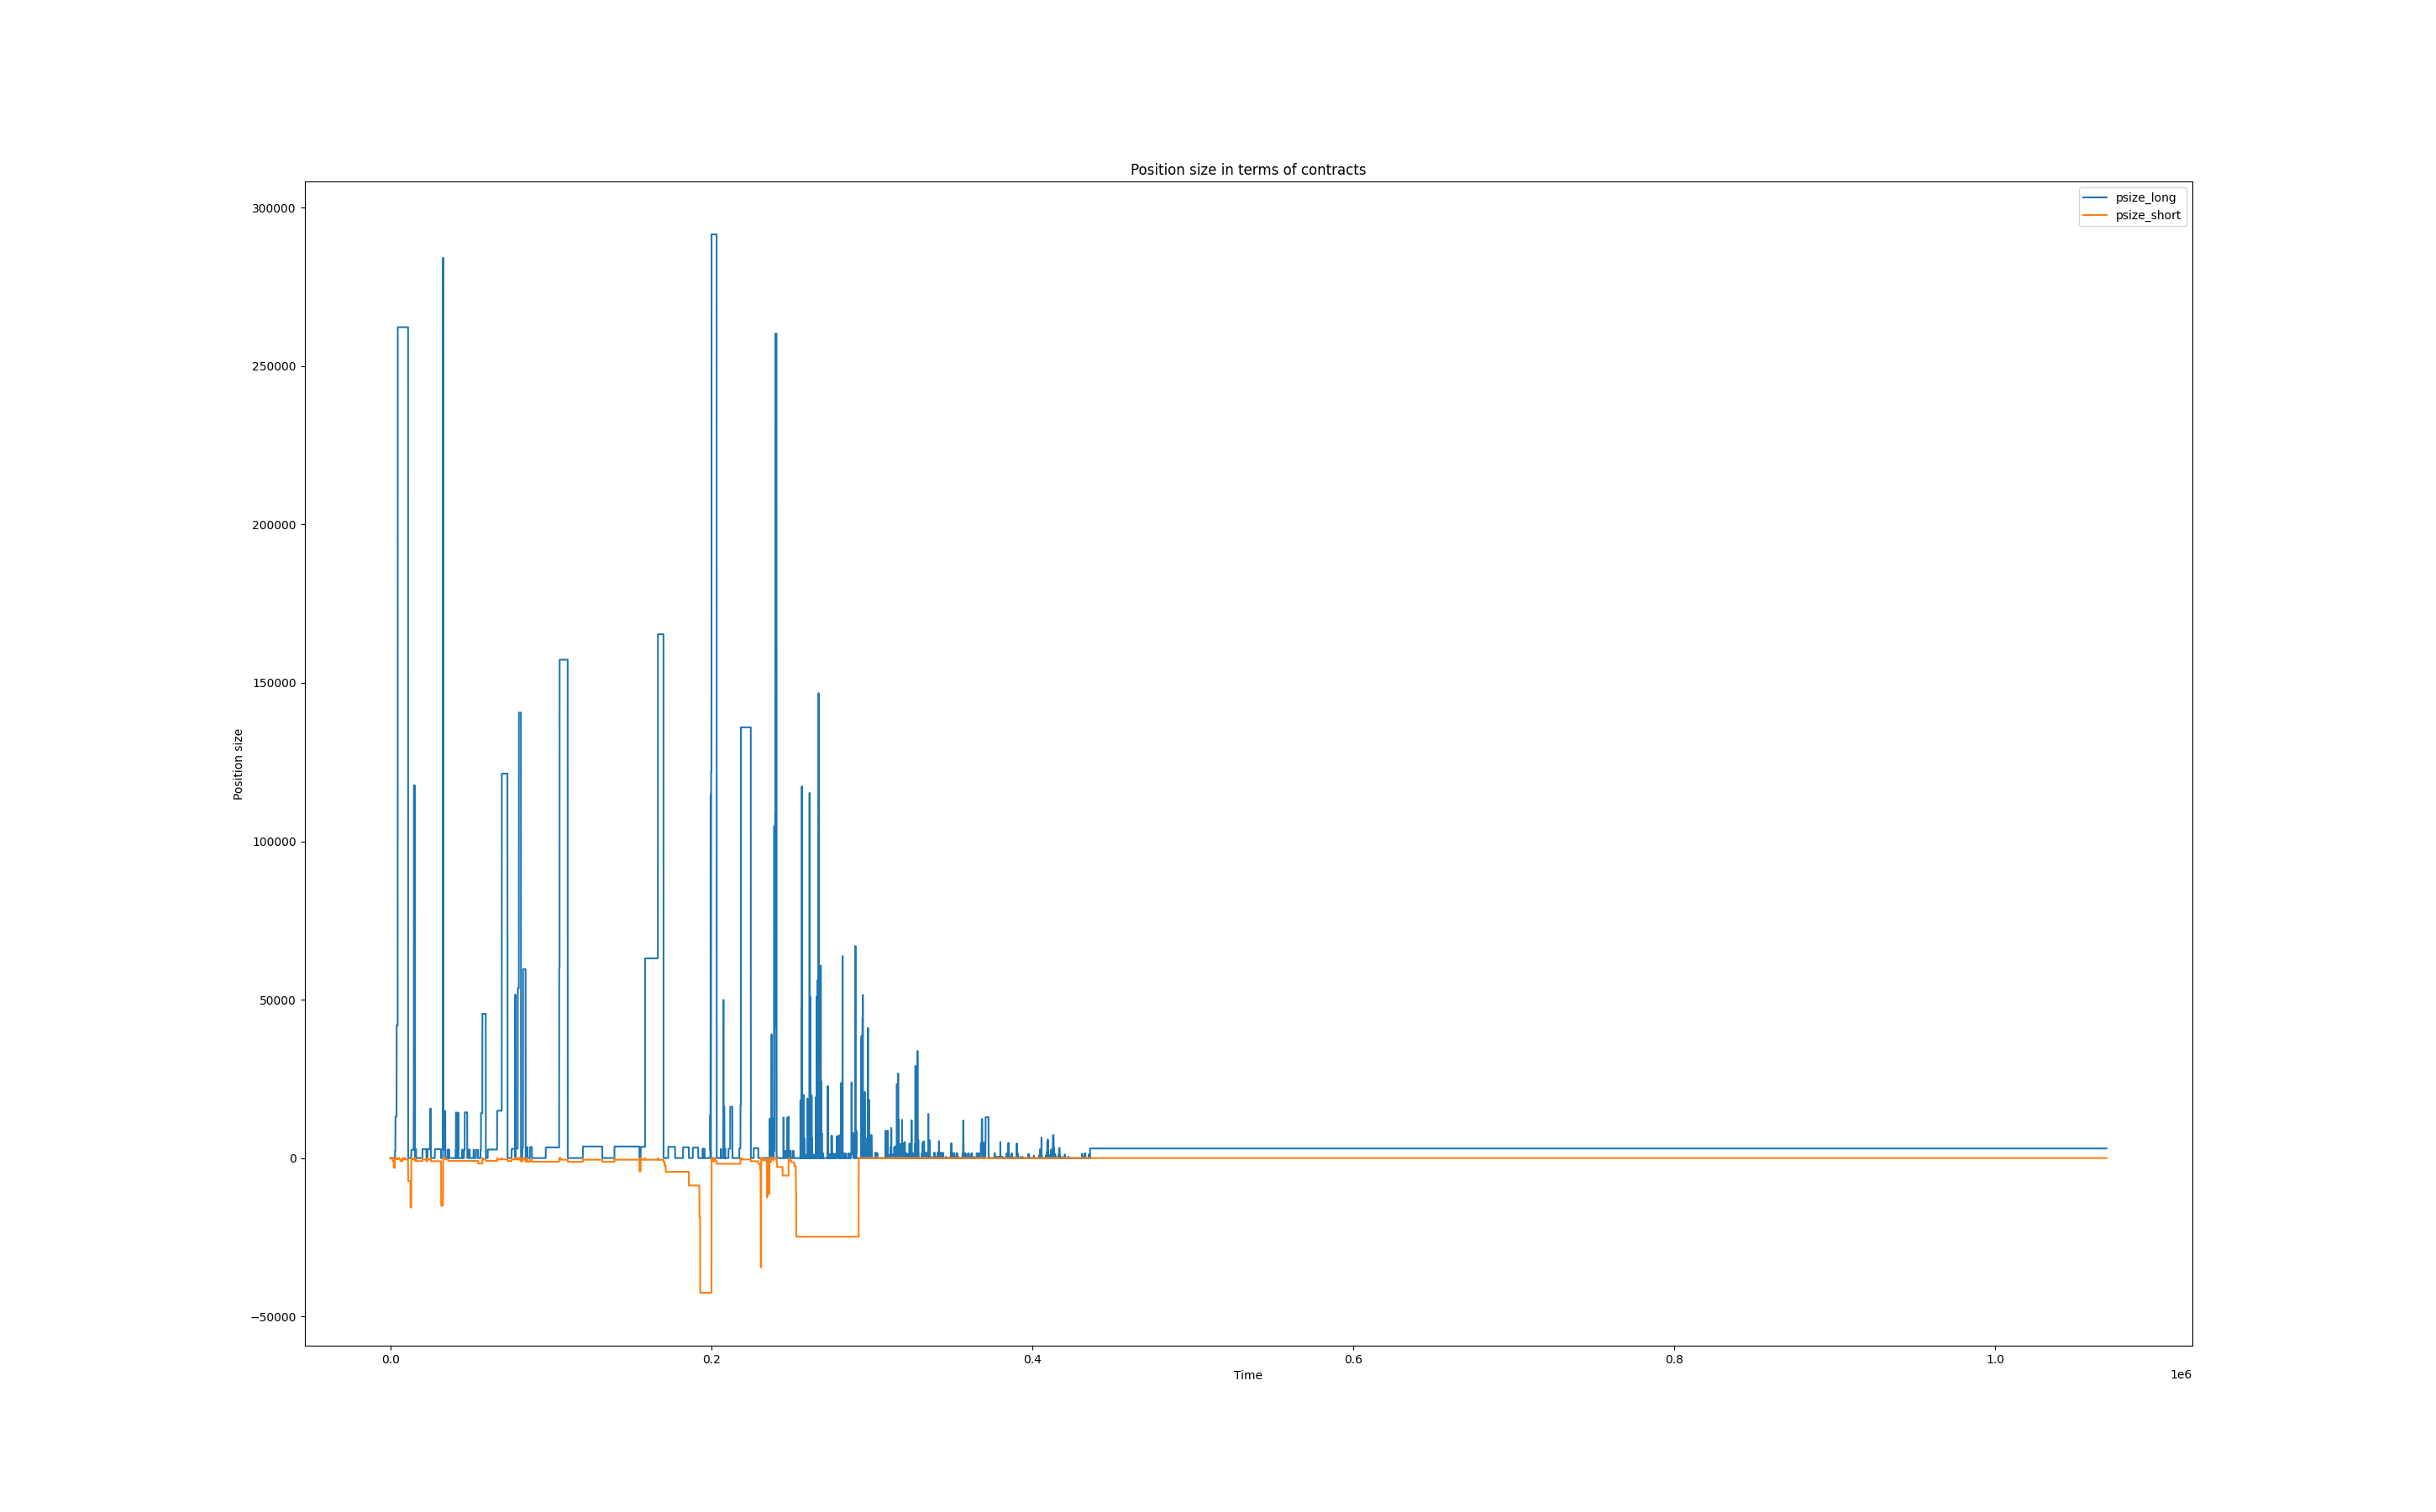 Position size in terms of contracts
psize_long
psize_short
300000
250000
200000
150000
100000
50000
0
−50000
Position size
0.0 0.2 0.4 0.6 0.8 1.0
Time
1e6